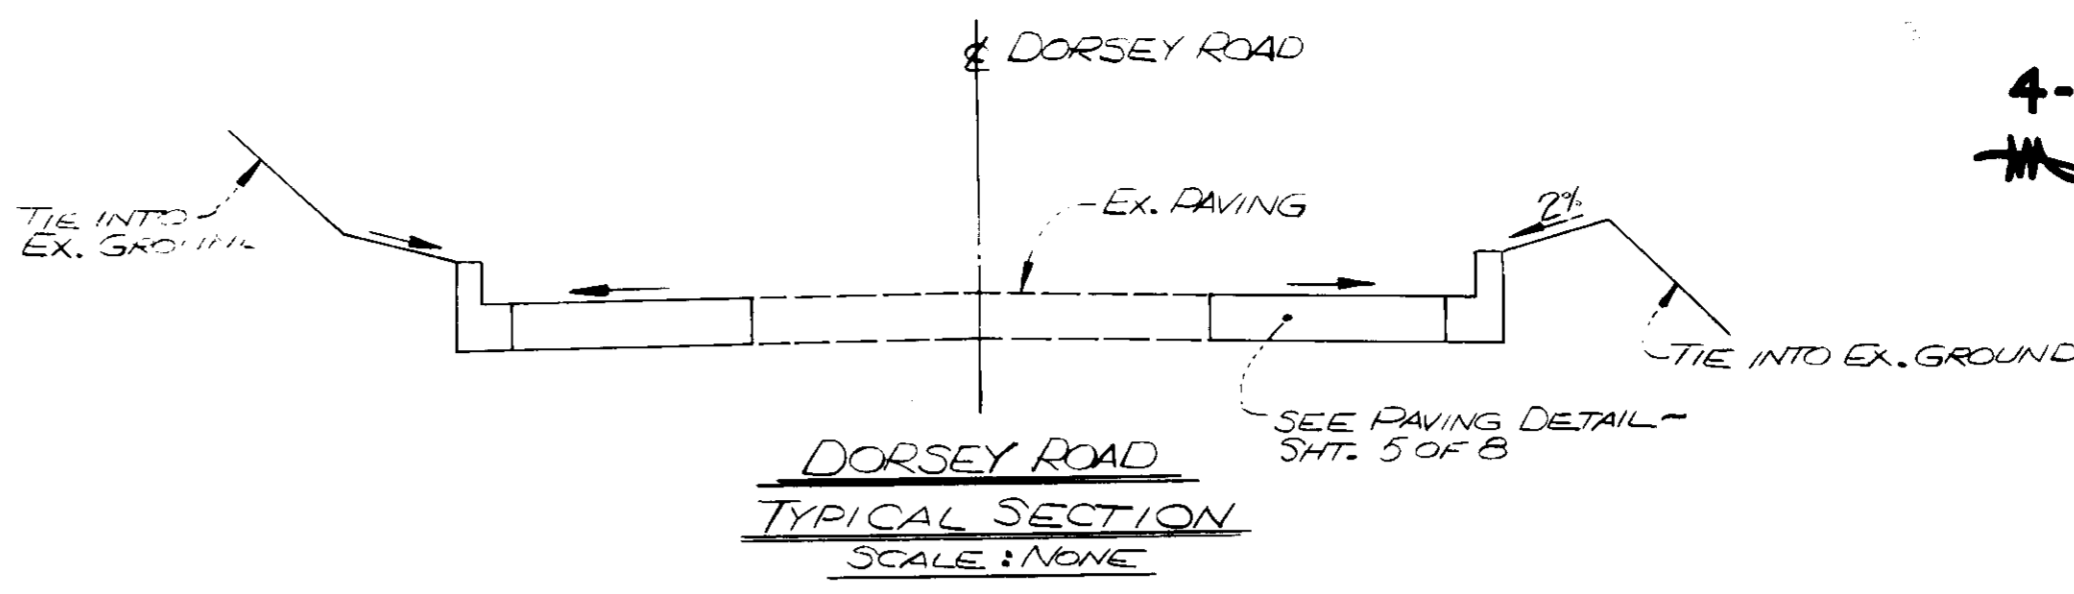 ℄ DORSEY ROAD
4-
TIE INTO
EX. GROUND
EX. PAVING
2%
TIE INTO EX. GROUND
SEE PAVING DETAIL~
SHT. 5 OF 8
DORSEY ROAD
TYPICAL SECTION
SCALE : NONE